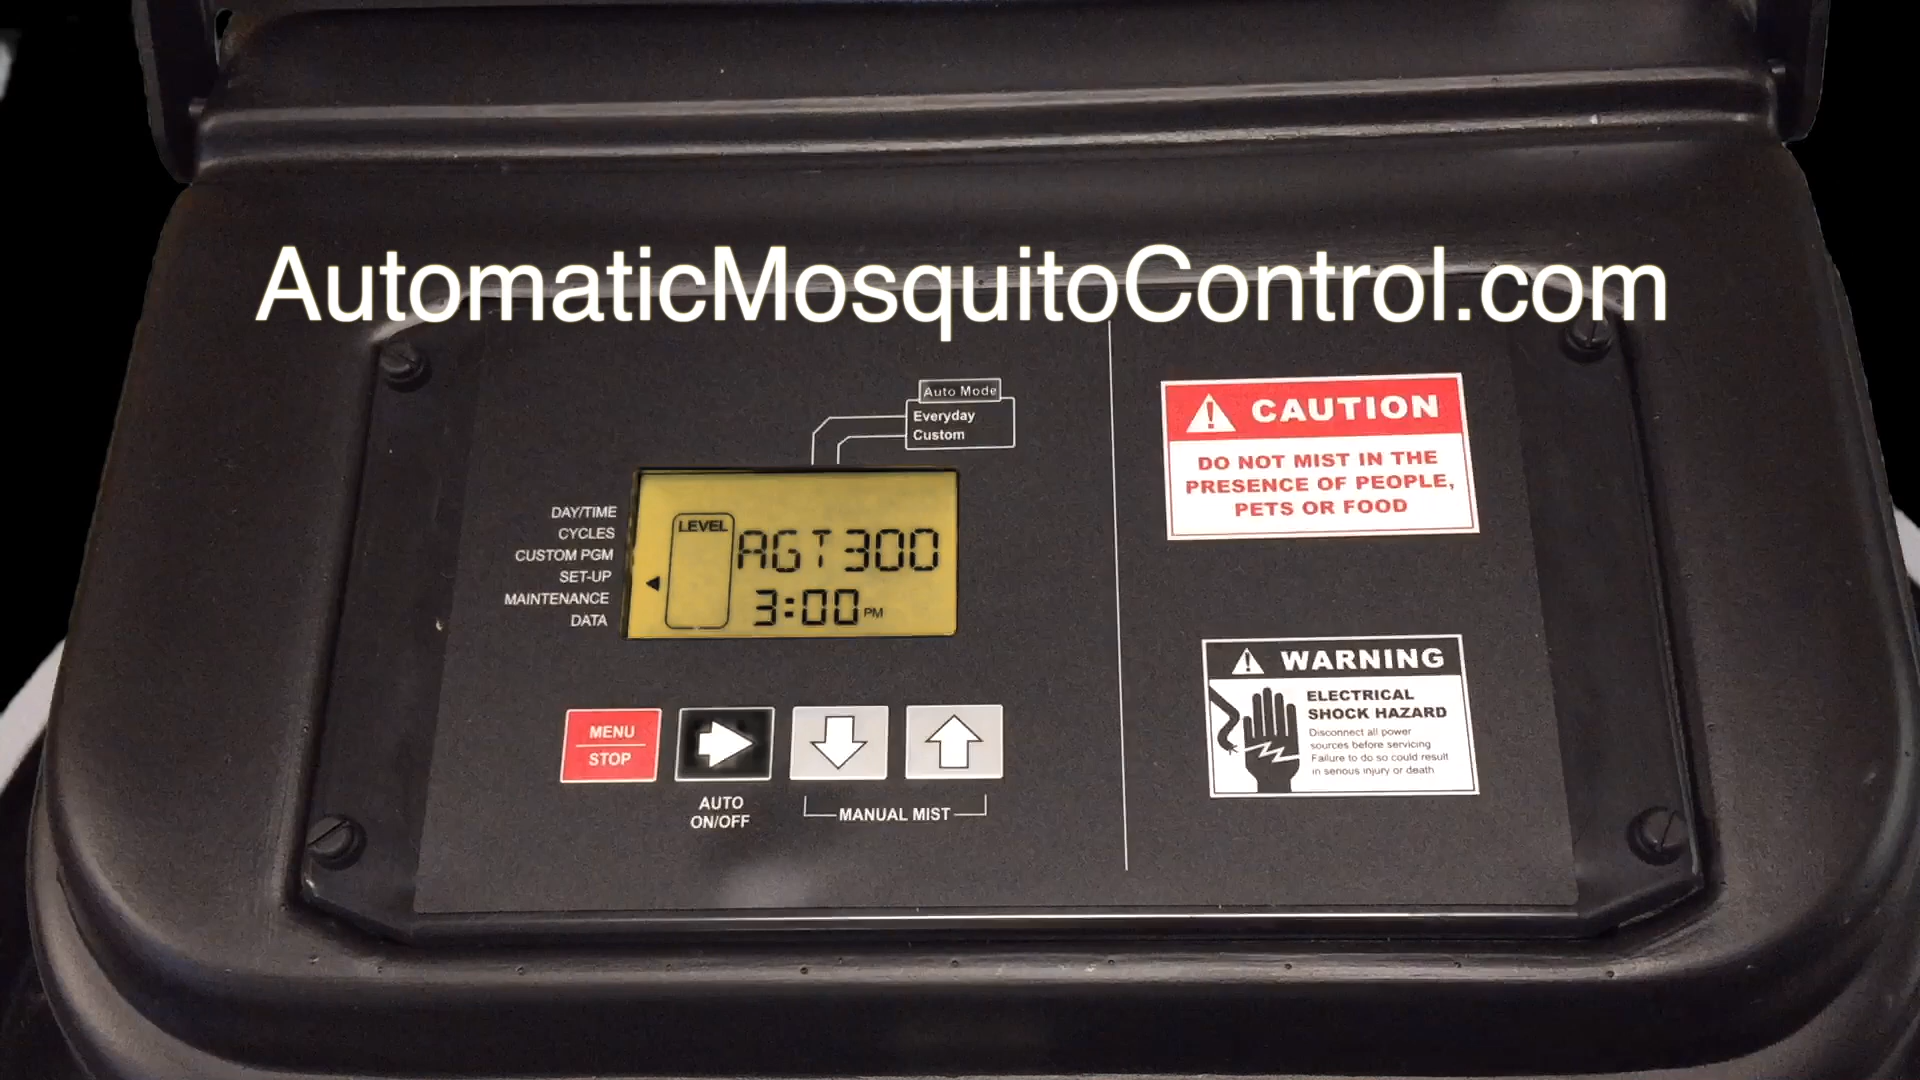 AutomaticMosquitoControl.com
Auto Mode
Everyday
Custom
DAY/TIME
CYCLES
CUSTOM PGM
SET-UP
MAINTENANCE
DATA
LEVEL
AGT300
3:00 PM
MENU
STOP
AUTO
ON/OFF
MANUAL MIST
CAUTION
DO NOT MIST IN THE
PRESENCE OF PEOPLE,
PETS OR FOOD
WARNING
ELECTRICAL
SHOCK HAZARD
Disconnect all power
sources before servicing
Failure to do so could result
in serious injury or death